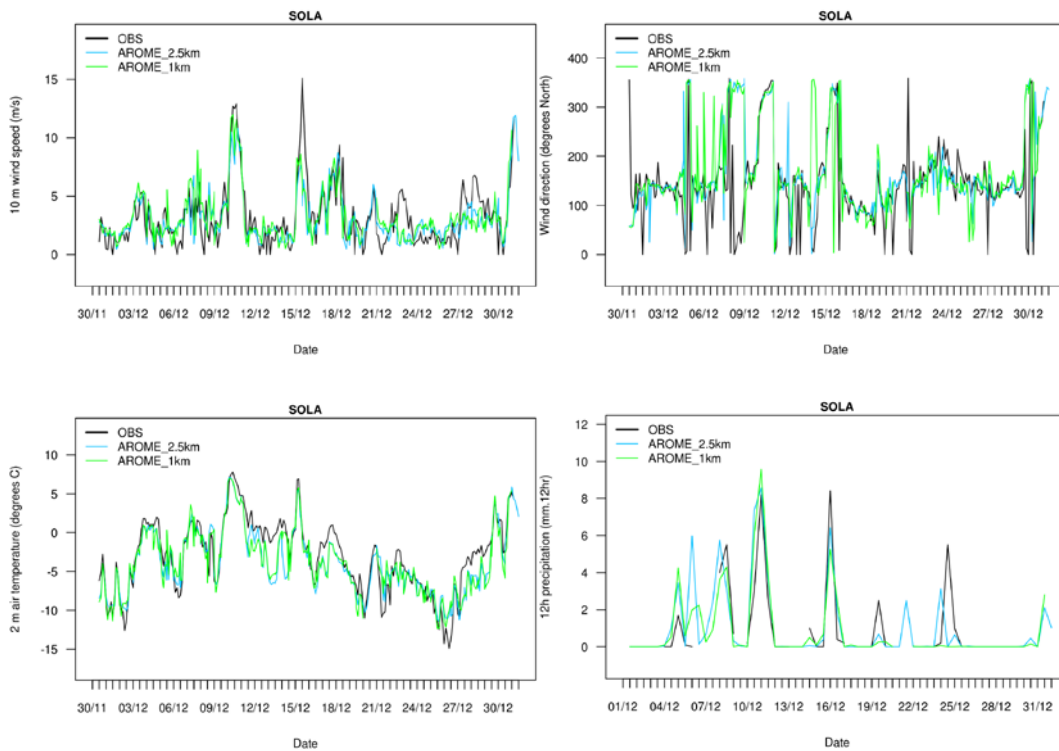 SOLA
OBS
AROME_2.5km
AROME_1km
10 m wind speed (m/s)
15
10
5
0
30/11 03/12 06/12 09/12 12/12 15/12 18/12 21/12 24/12 27/12 30/12
Date
SOLA
OBS
AROME_2.5km
AROME_1km
Wind direction (degrees North)
400
300
200
100
0
30/11 03/12 06/12 09/12 12/12 15/12 18/12 21/12 24/12 27/12 30/12
Date
SOLA
OBS
AROME_2.5km
AROME_1km
2 m air temperature (degrees C)
10
5
0
-5
-10
-15
30/11 03/12 06/12 09/12 12/12 15/12 18/12 21/12 24/12 27/12 30/12
Date
SOLA
OBS
AROME_2.5km
AROME_1km
12h precipitation (mm.12hr)
12
10
8
6
4
2
0
01/12 04/12 07/12 10/12 13/12 16/12 19/12 22/12 25/12 28/12 31/12
Date